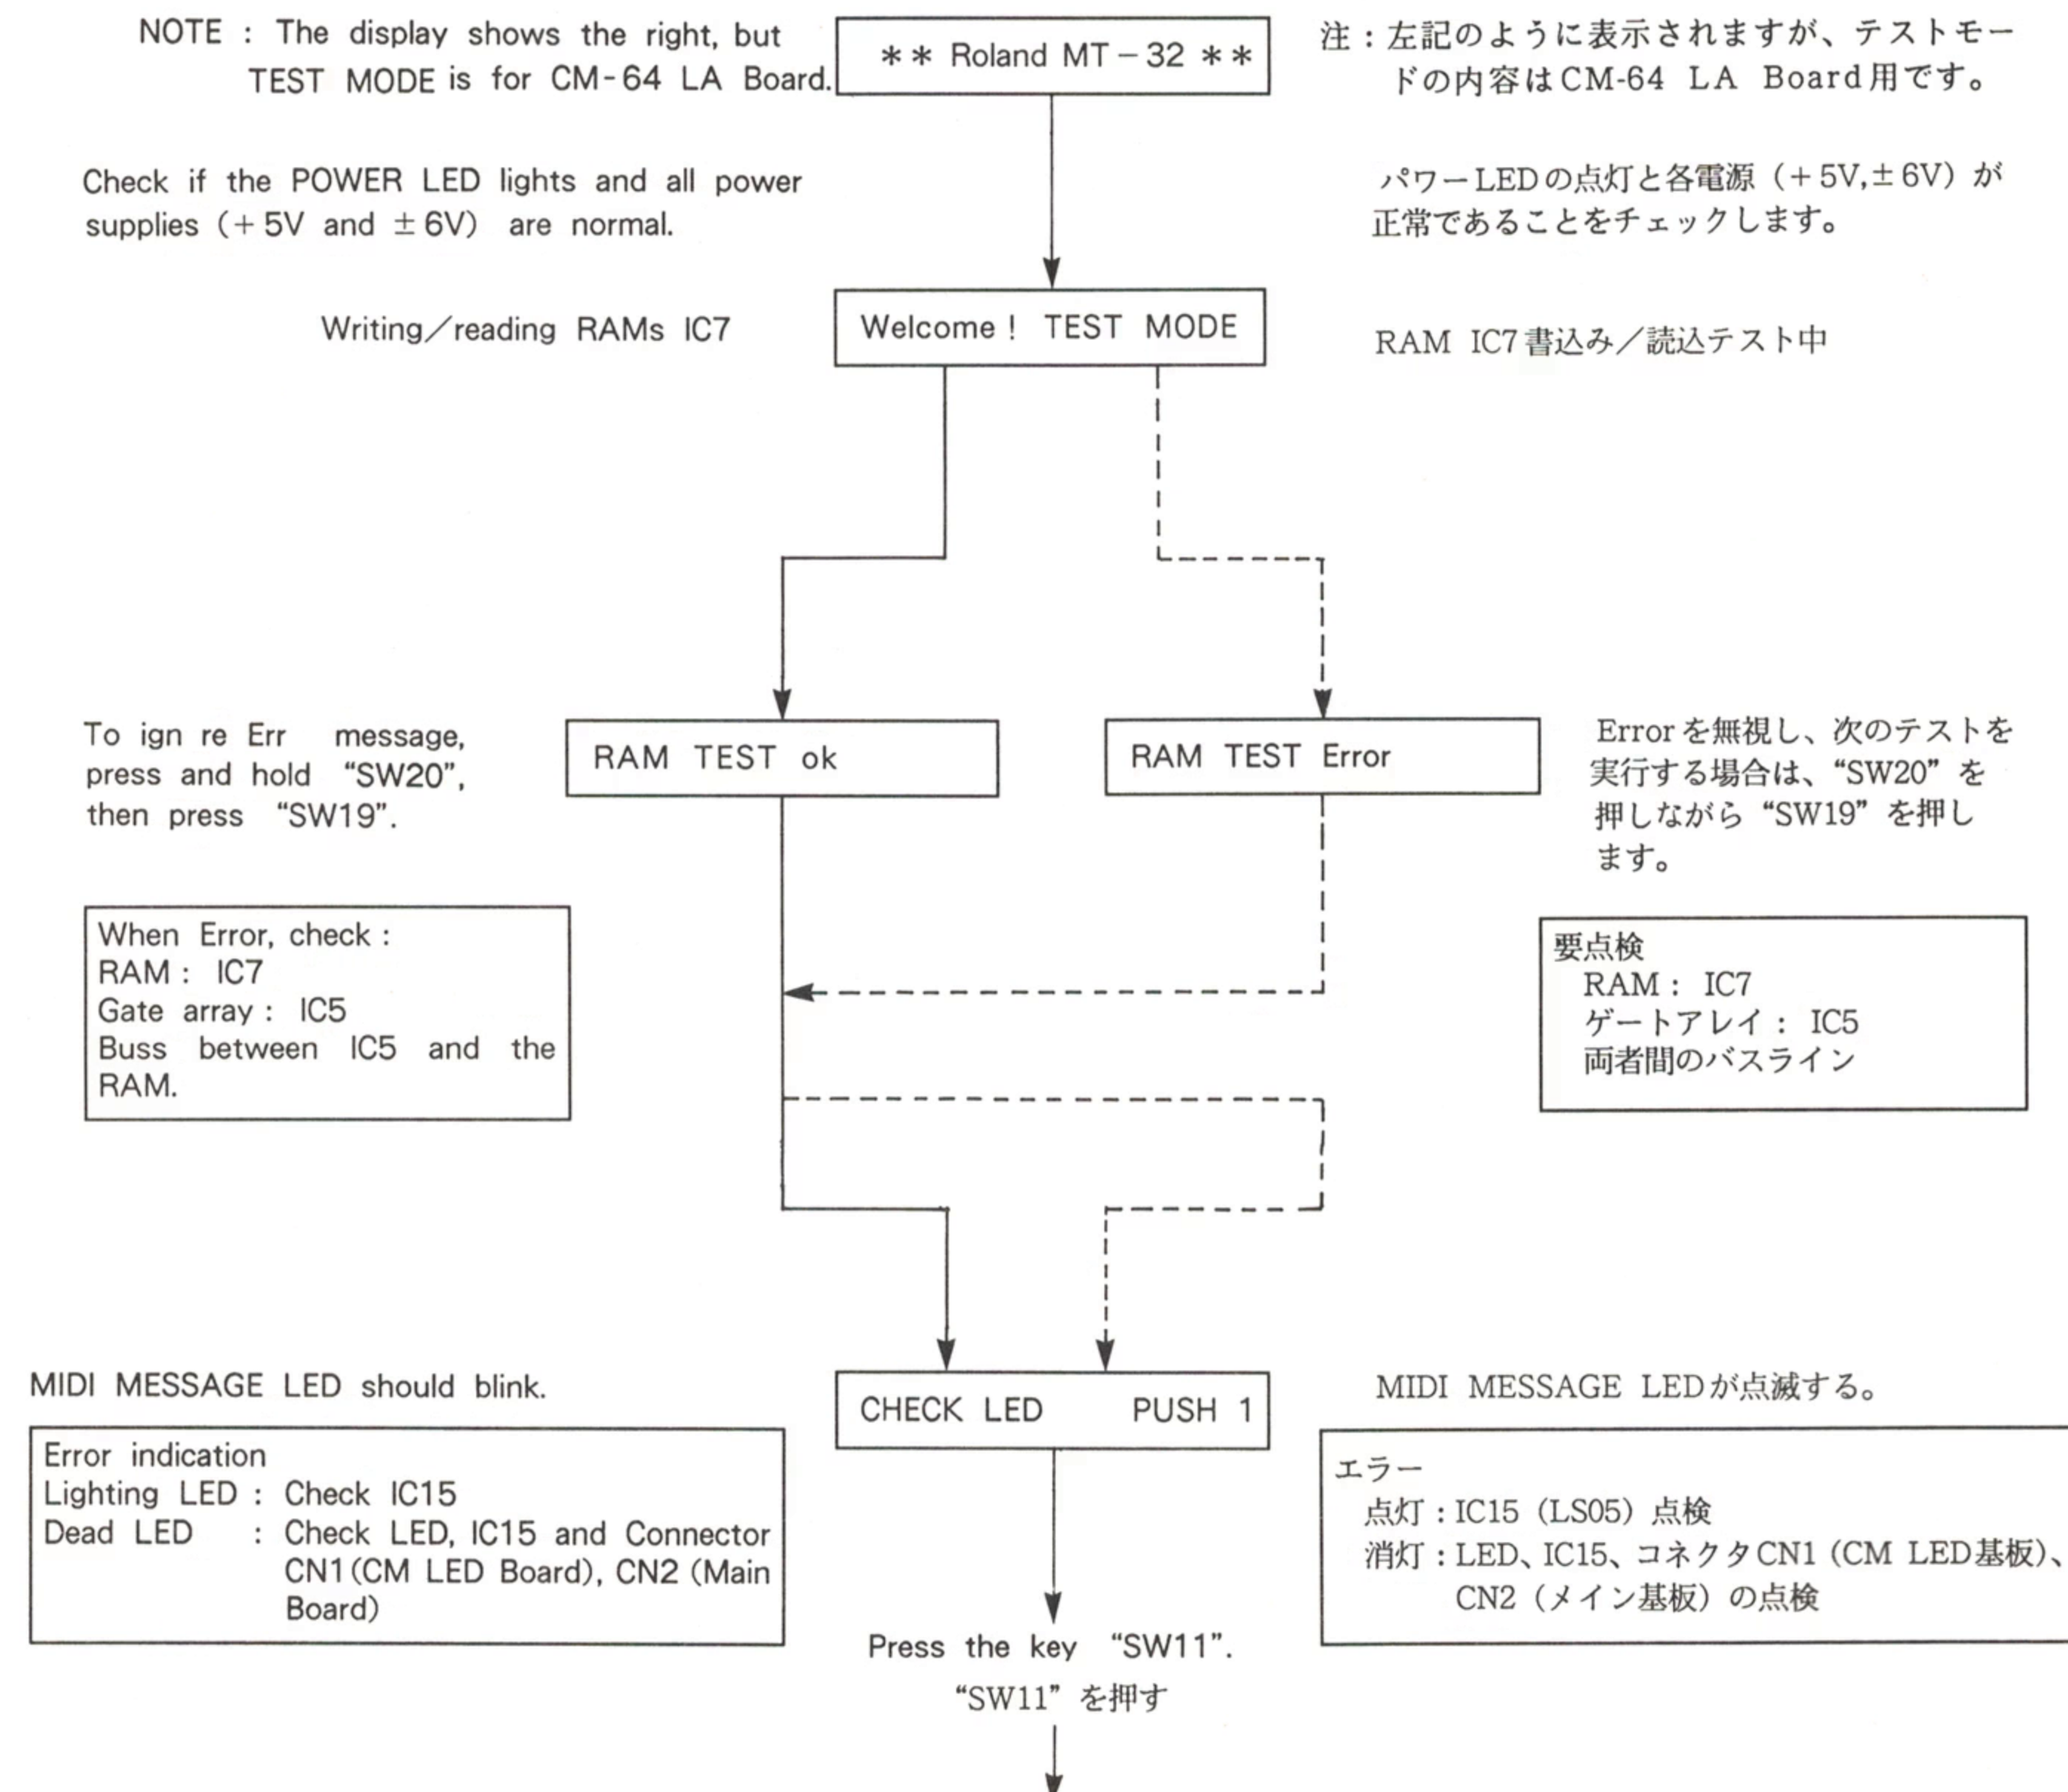 NOTE : The display shows the right, but
TEST MODE is for CM-64 LA Board.
** Roland MT-32 **
注：左記のように表示されますが、テストモー
ドの内容はCM-64 LA Board用です。
Check if the POWER LED lights and all power
supplies (+5V and ±6V) are normal.
パワーLEDの点灯と各電源（+5V,±6V）が
正常であることをチェックします。
Writing／reading RAMs IC7
Welcome! TEST MODE
RAM IC7書込み／読込テスト中
To ign re Err message,
press and hold “SW20”,
then press “SW19”.
RAM TEST ok
RAM TEST Error
Errorを無視し、次のテストを
実行する場合は、“SW20”を
押しながら“SW19”を押し
ます。
When Error, check :
RAM : IC7
Gate array : IC5
Buss between IC5 and the
RAM.
要点検
RAM : IC7
ゲートアレイ : IC5
両者間のバスライン
MIDI MESSAGE LED should blink.
CHECK LED PUSH 1
MIDI MESSAGE LEDが点滅する。
Error indication
Lighting LED : Check IC15
Dead LED : Check LED, IC15 and Connector
CN1(CM LED Board), CN2 (Main
Board)
エラー
点灯：IC15（LS05）点検
消灯：LED、IC15、コネクタCN1（CM LED基板）、
CN2（メイン基板）の点検
Press the key “SW11”.
“SW11”を押す